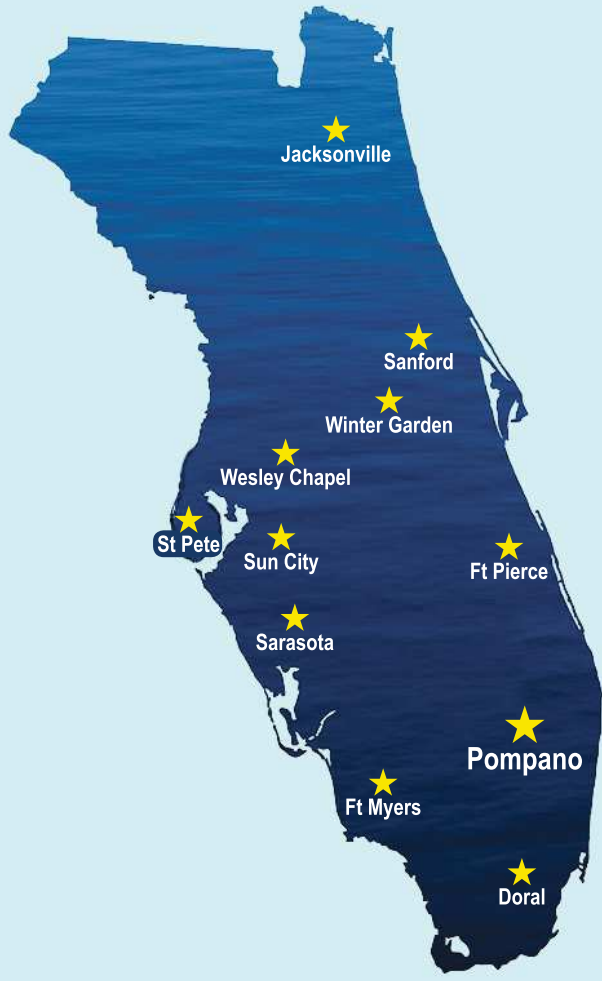 Jacksonville
Sanford
Winter Garden
Wesley Chapel
St Pete
Sun City
Ft Pierce
Sarasota
Pompano
Ft Myers
Doral